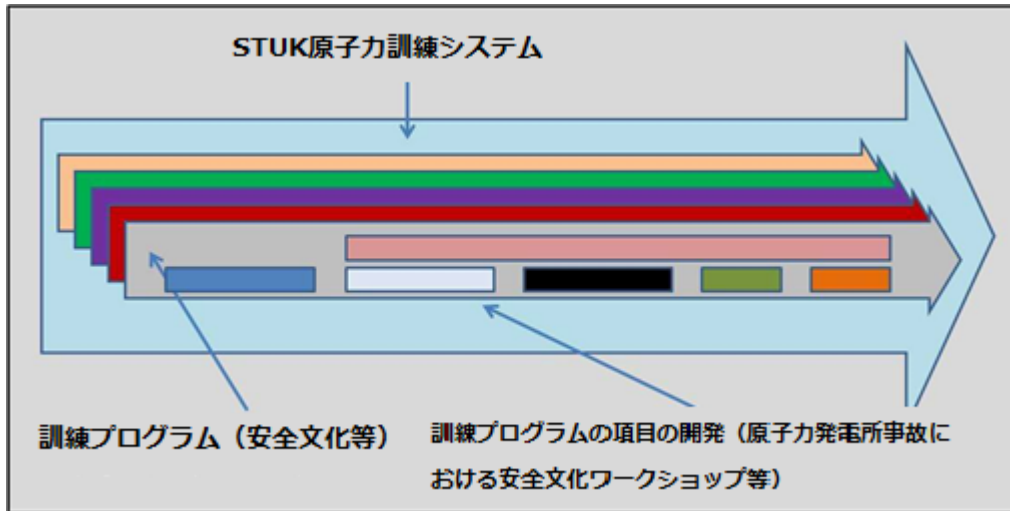 STUK原子力訓練システム
訓練プログラム（安全文化等）
訓練プログラムの項目の開発（原子力発電所事故に
おける安全文化ワークショップ等）